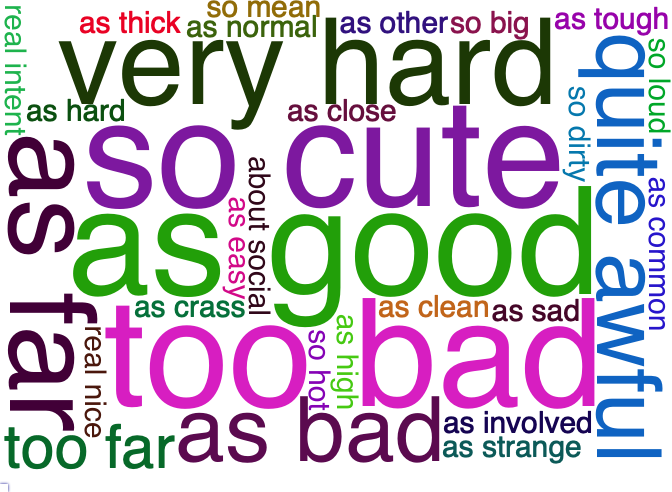 so mean
as thick
as normal
as other
so big
as tough
real intent
very hard
quite awful
so loud
as hard
as close
so dirty
so cute
as far
about social
as easy
as good
as common
as crass
as clean
as sad
too bad
real nice
so hot
as high
too far
as bad
as involved
as strange